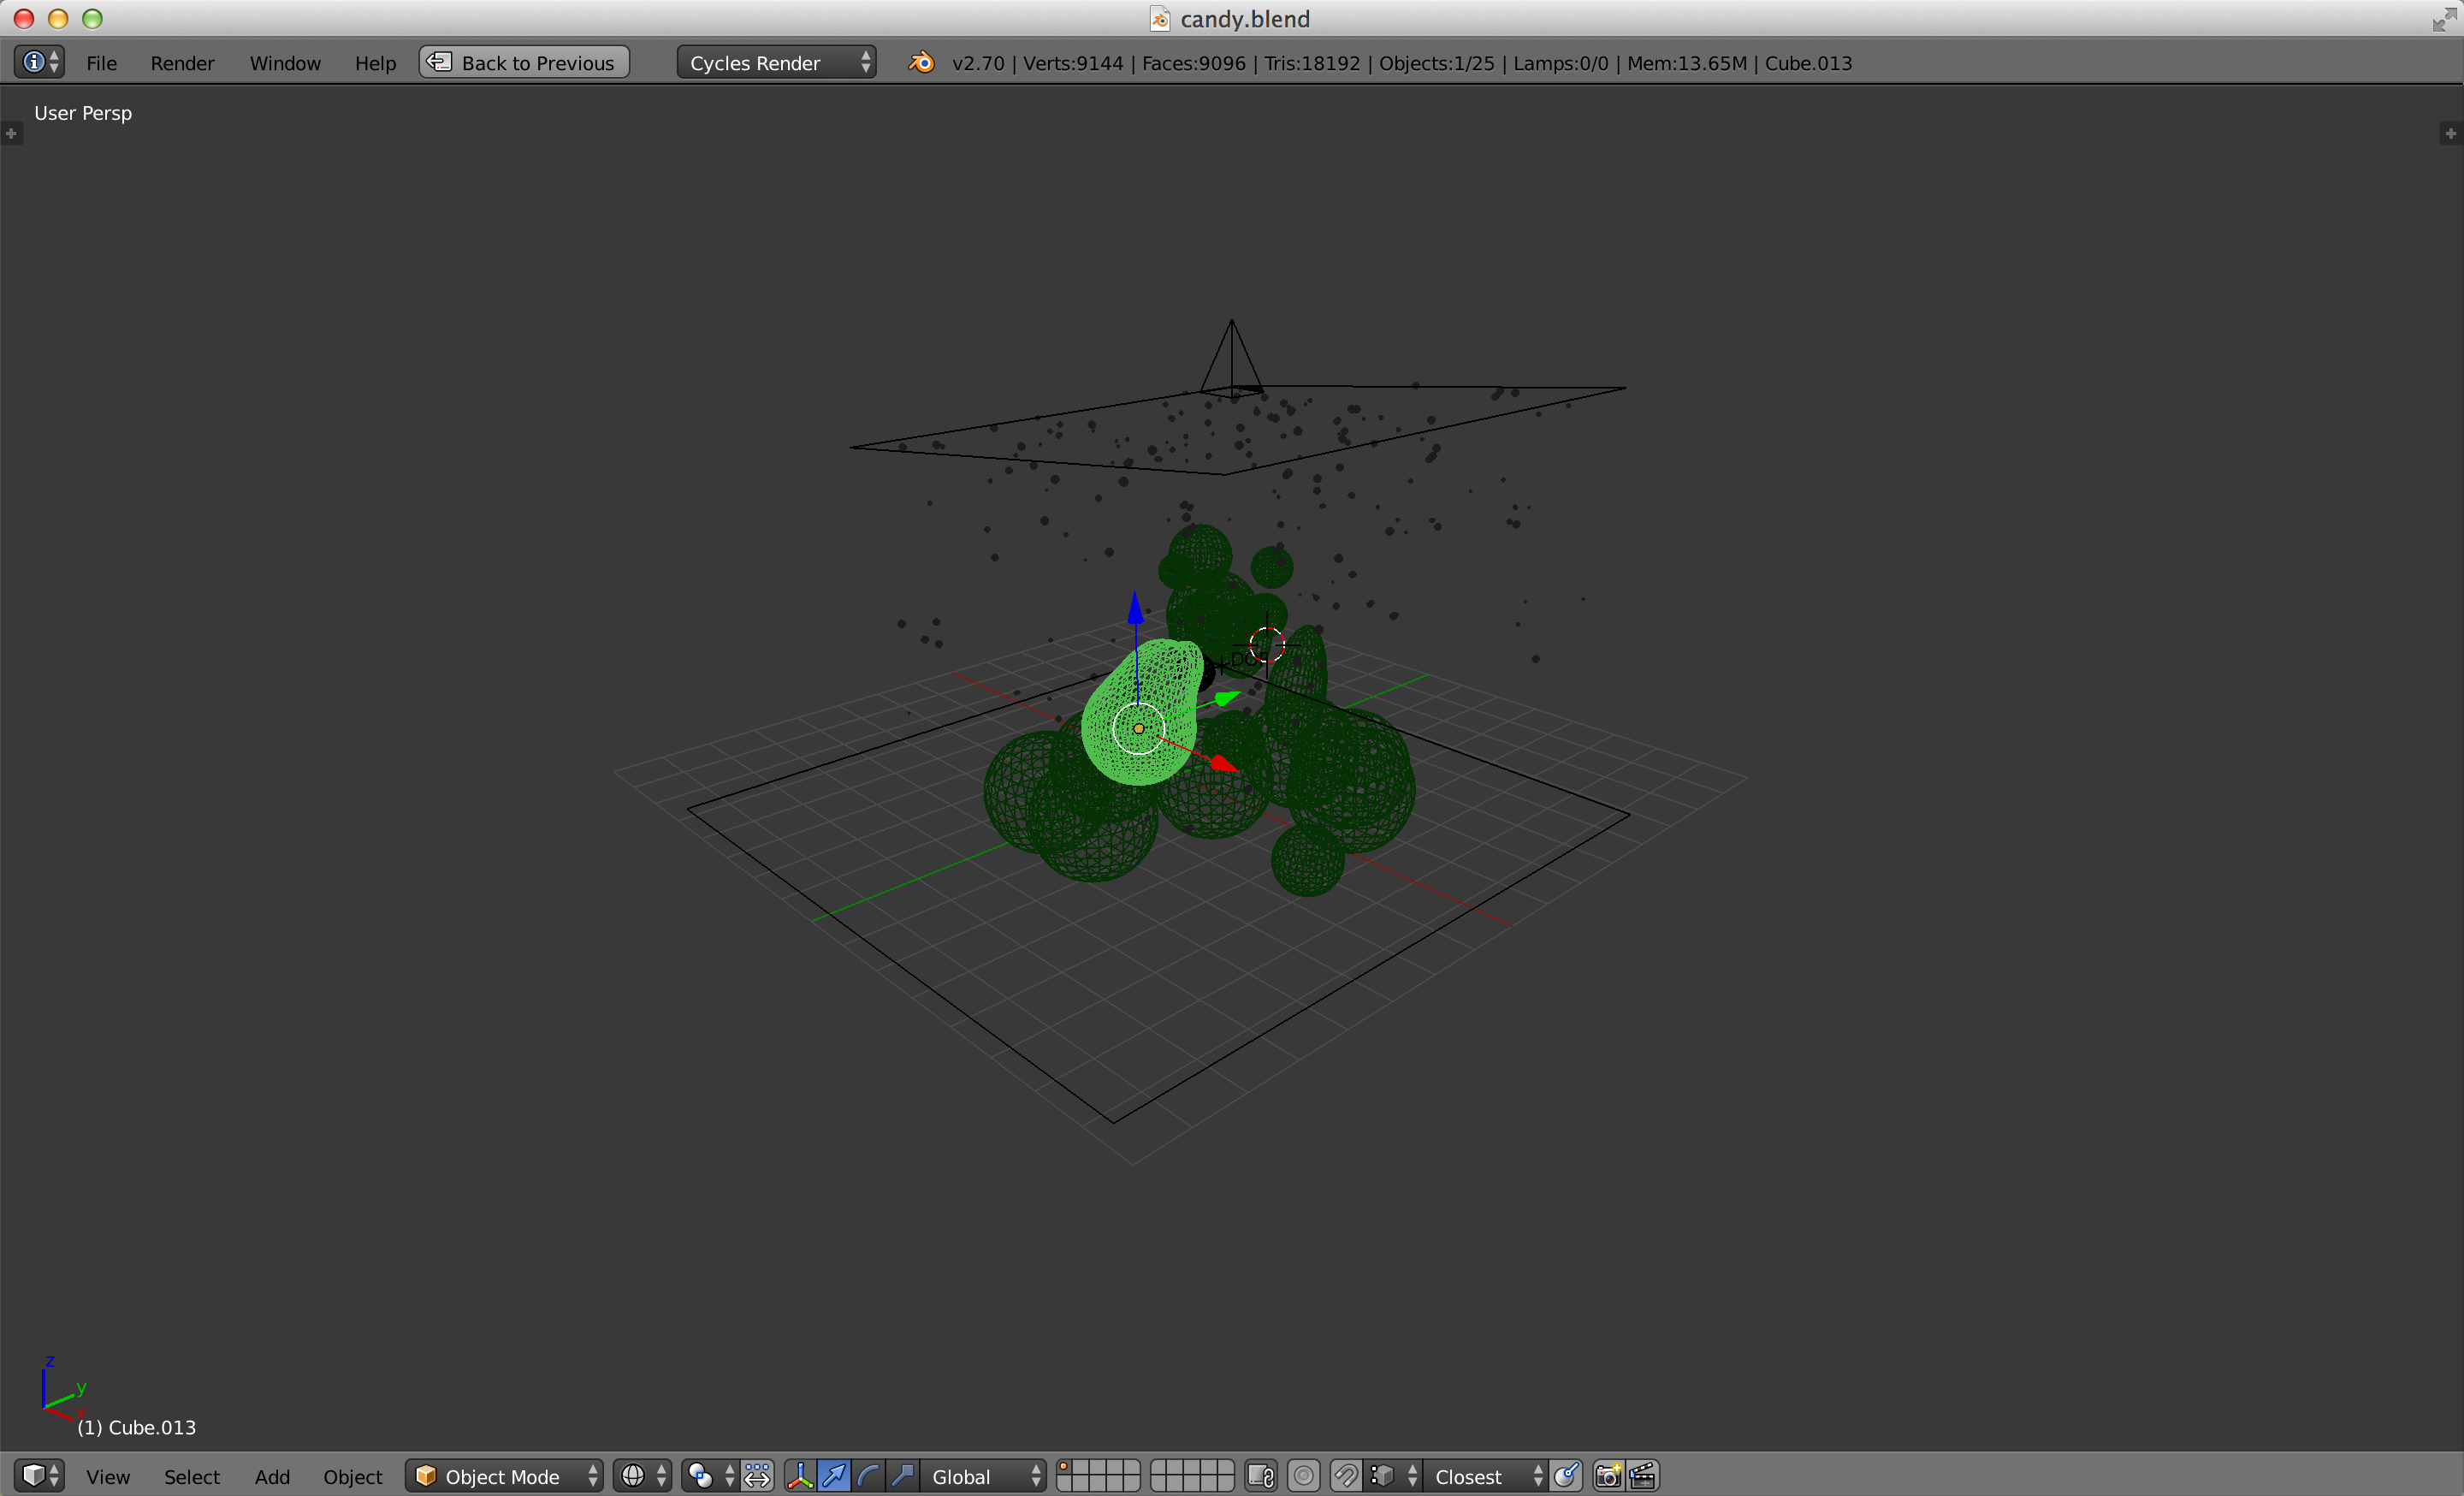 candy.blend
File Render Window Help Back to Previous Cycles Render v2.70 | Verts:9144 | Faces:9096 | Tris:18192 | Objects:1/25 | Lamps:0/0 | Mem:13.65M | Cube.013
User Persp
z
y
x
(1) Cube.013
View Select Add Object Object Mode Global Closest